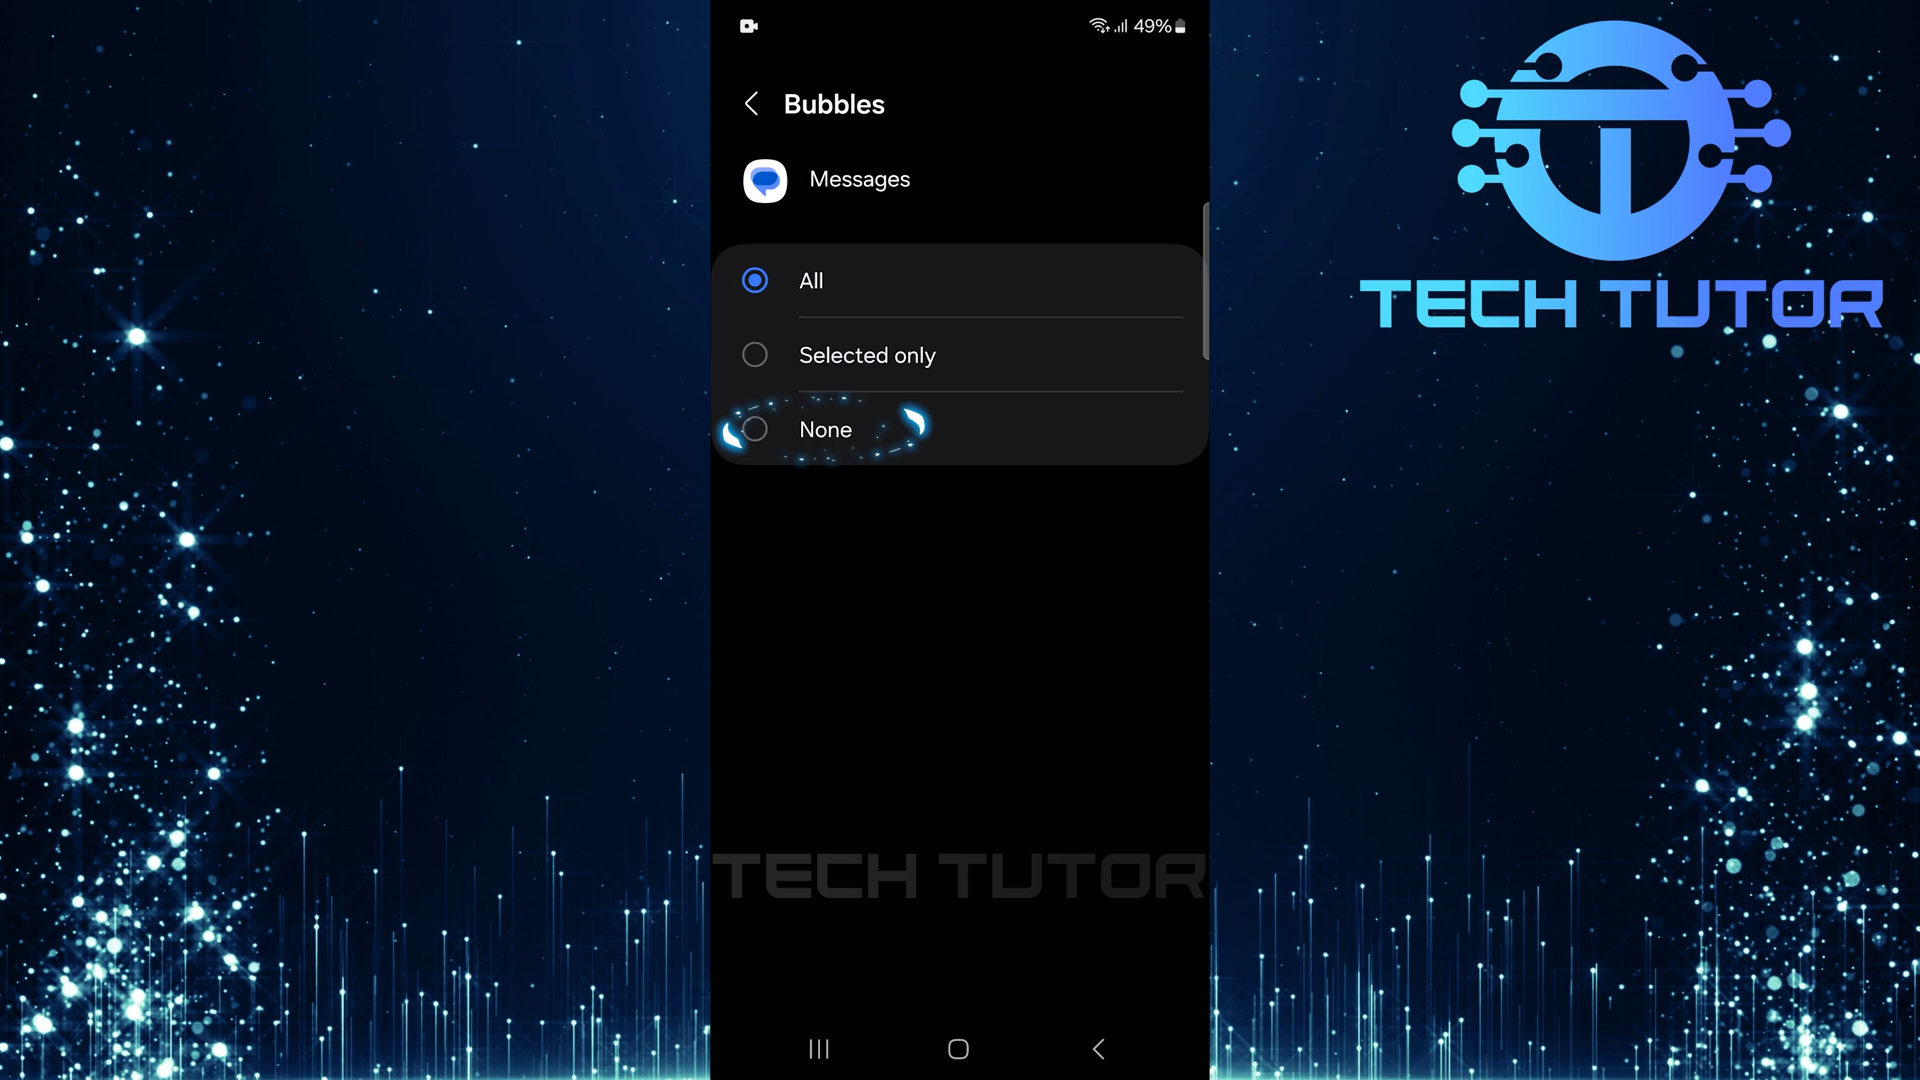 49%
Bubbles
Messages
All
Selected only
None
TECH TUTOR
TECH TUTOR